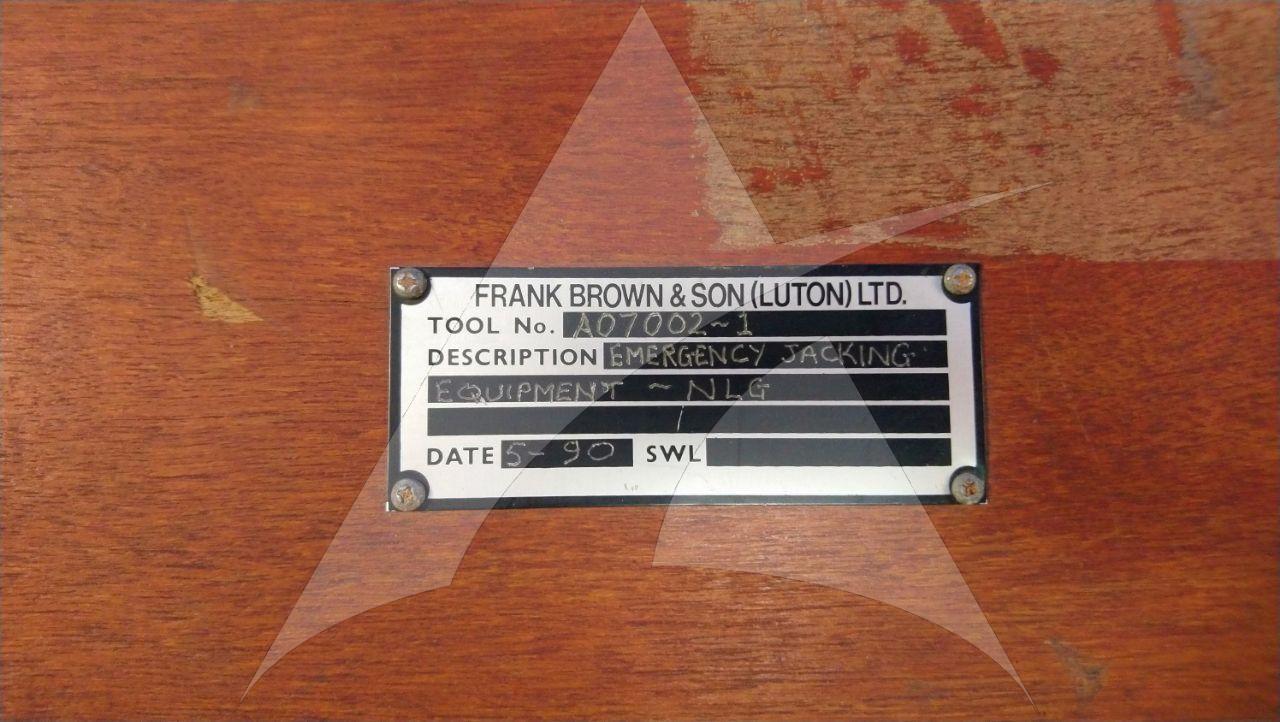 FRANK BROWN & SON (LUTON) LTD.
TOOL No. A07002~1
DESCRIPTION EMERGENCY JACKING
EQUIPMENT ~ NLG
DATE 5-90 SWL